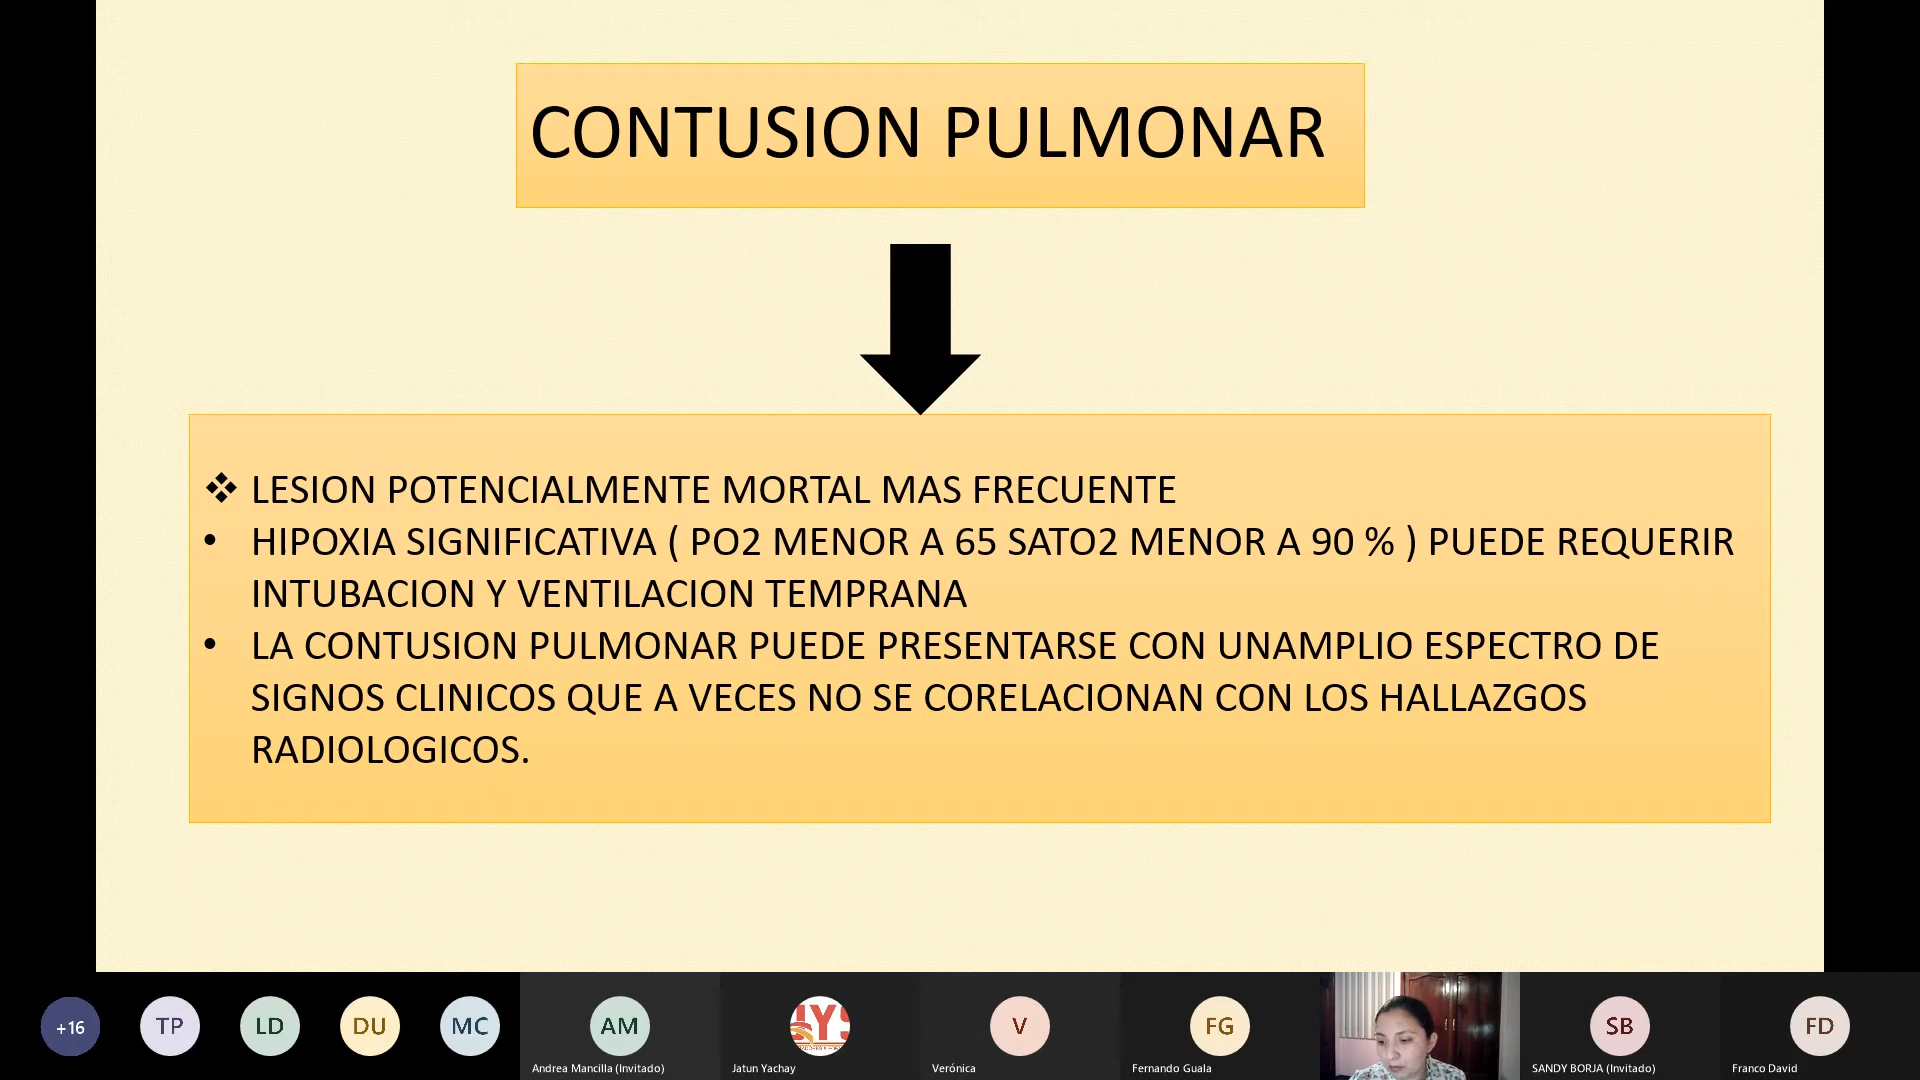 CONTUSION PULMONAR
❖ LESION POTENCIALMENTE MORTAL MAS FRECUENTE
• HIPOXIA SIGNIFICATIVA ( PO2 MENOR A 65 SATO2 MENOR A 90 % ) PUEDE REQUERIR
INTUBACION Y VENTILACION TEMPRANA
• LA CONTUSION PULMONAR PUEDE PRESENTARSE CON UNAMPLIO ESPECTRO DE
SIGNOS CLINICOS QUE A VECES NO SE CORELACIONAN CON LOS HALLAZGOS
RADIOLOGICOS.
+16
TP
LD
DU
MC
AM
Andrea Mancilla (Invitado)
Jatun Yachay
V
Verónica
FG
Fernando Guala
SB
SANDY BORJA (Invitado)
FD
Franco David